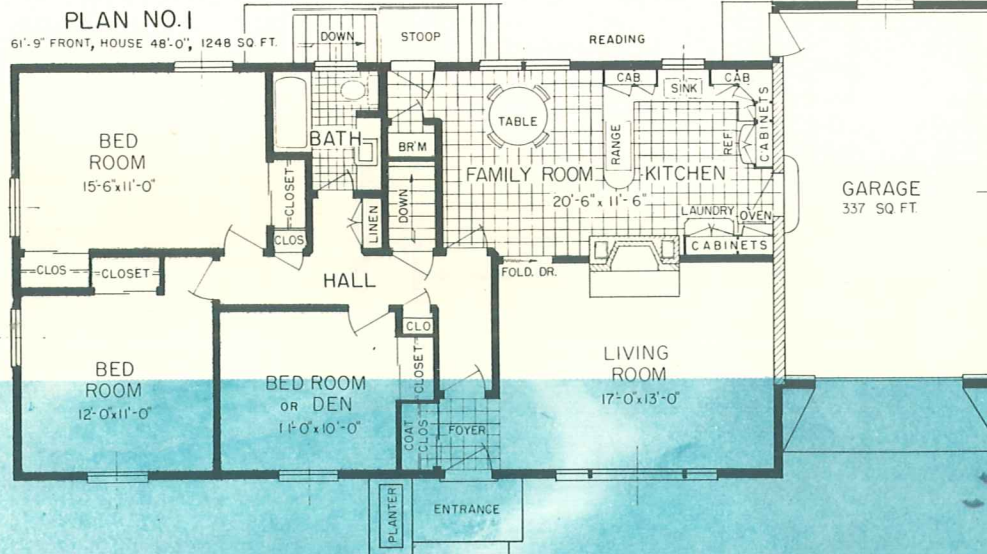 PLAN NO.1
61'-9" FRONT, HOUSE 48'-0", 1248 SQ. FT.
DOWN
STOOP
READING
BED
ROOM
15'-6"x11'-0"
BATH
CLOSET
CLOS
LINEN
BR'M
DOWN
TABLE
CAB
SINK
CAB
CABINETS
REF
RANGE
FAMILY ROOM
KITCHEN
20'-6" x 11'-6"
LAUNDRY
OVEN
CABINETS
GARAGE
337 SQ. FT.
CLOS
CLOSET
HALL
FOLD. DR.
CLO
CLOSET
BED
ROOM
12'-0"x11'-0"
BED ROOM
OR DEN
11'-0"x10'-0"
COAT
CLOS
FOYER
LIVING
ROOM
17'-0"x13'-0"
PLANTER
ENTRANCE